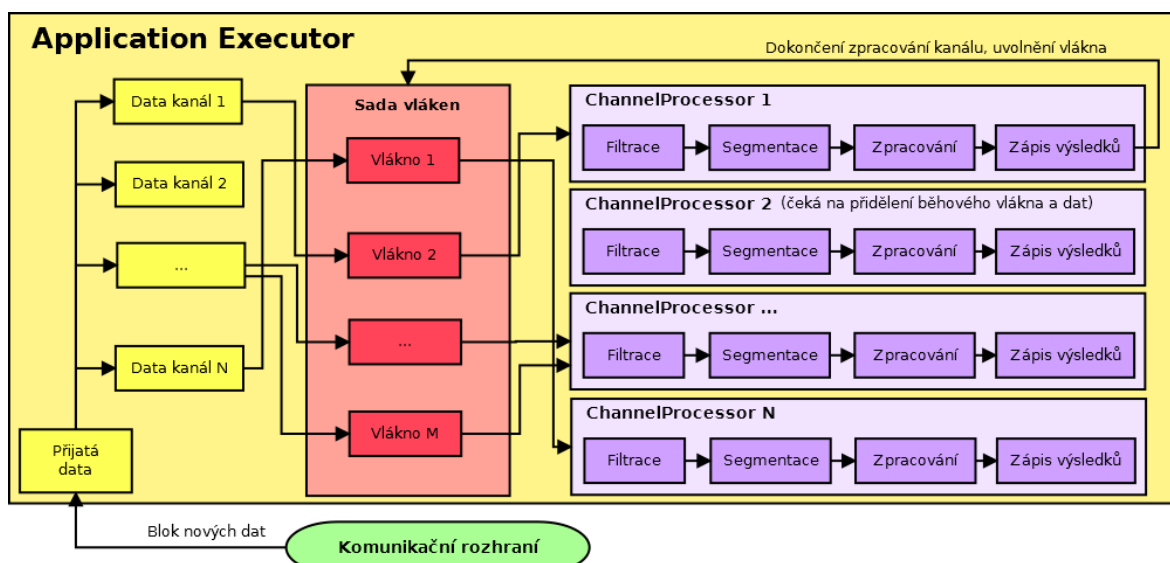 Application Executor
Dokončení zpracování kanálu, uvolnění vlákna
Data kanál 1
Data kanál 2
...
Data kanál N
Přijatá
data
Sada vláken
Vlákno 1
Vlákno 2
...
Vlákno M
ChannelProcessor 1
Filtrace
Segmentace
Zpracování
Zápis výsledků
ChannelProcessor 2 (čeká na přidělení běhového vlákna a dat)
Filtrace
Segmentace
Zpracování
Zápis výsledků
ChannelProcessor ...
Filtrace
Segmentace
Zpracování
Zápis výsledků
ChannelProcessor N
Filtrace
Segmentace
Zpracování
Zápis výsledků
Blok nových dat
Komunikační rozhraní